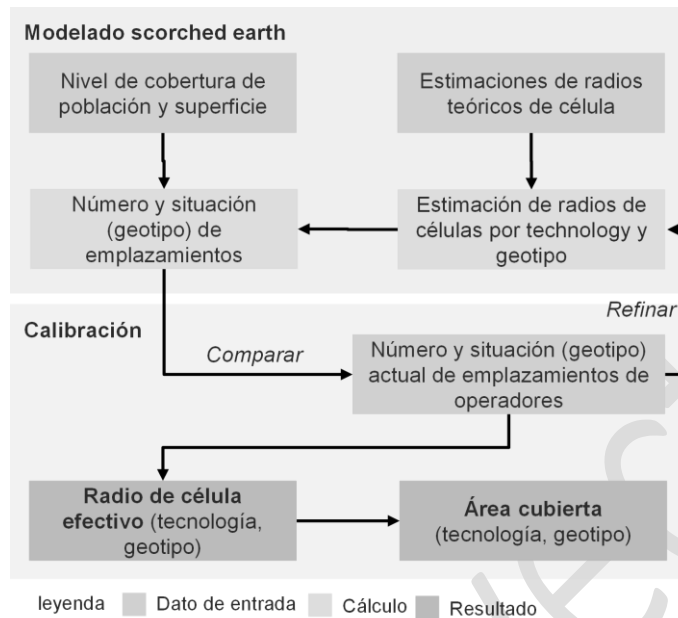 Modelado scorched earth
Nivel de cobertura de
población y superficie
Estimaciones de radios
teóricos de célula
Número y situación
(geotipo) de
emplazamientos
Estimación de radios de
células por technology y
geotipo
Refinar
Calibración
Comparar
Número y situación (geotipo)
actual de emplazamientos de
operadores
Radio de célula
efectivo (tecnología,
geotipo)
Área cubierta
(tecnología, geotipo)
leyenda Dato de entrada Cálculo Resultado